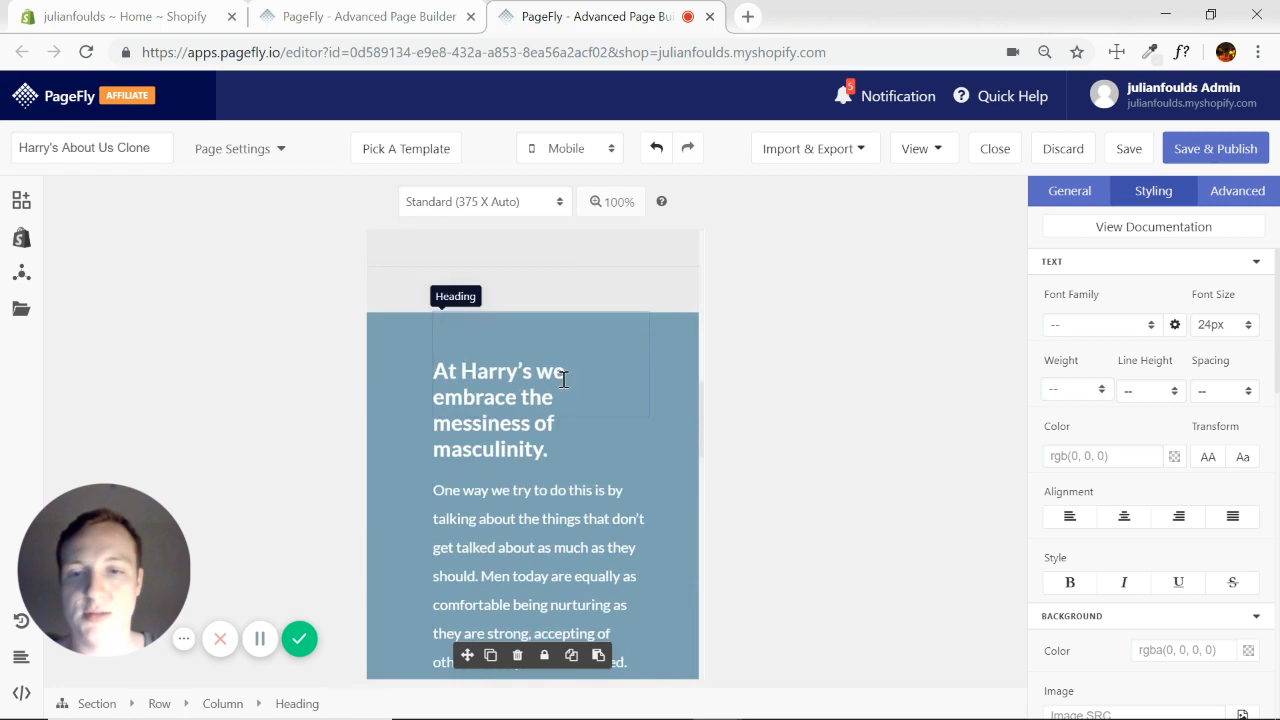 julianfoulds ~ Home ~ Shopify
PageFly - Advanced Page Builder
PageFly - Advanced Page Bui
https://apps.pagefly.io/editor?id=0d589134-e9e8-432a-a853-8ea56a2acf02&shop=julianfoulds.myshopify.com
f?
PageFly AFFILIATE
5
Notification
Quick Help
julianfoulds Admin
julianfoulds.myshopify.com
Harry's About Us Clone
Page Settings
Pick A Template
Mobile
Import & Export
View
Close
Discard
Save
Save & Publish
Standard (375 X Auto)
100%
General
Styling
Advanced
View Documentation
TEXT
Font Family
Font Size
--
24px
Weight
Line Height
Spacing
--
--
--
Color
Transform
rgb(0, 0, 0)
AA
Aa
Alignment
Style
B
I
U
S
BACKGROUND
Color
rgba(0, 0, 0, 0)
Image
Image SRC
Heading
At Harry’s we
embrace the
messiness of
masculinity.
One way we try to do this is by
talking about the things that don’t
get talked about as much as they
should. Men today are equally as
comfortable being nurturing as
they are strong, accepting of
Section
Row
Column
Heading